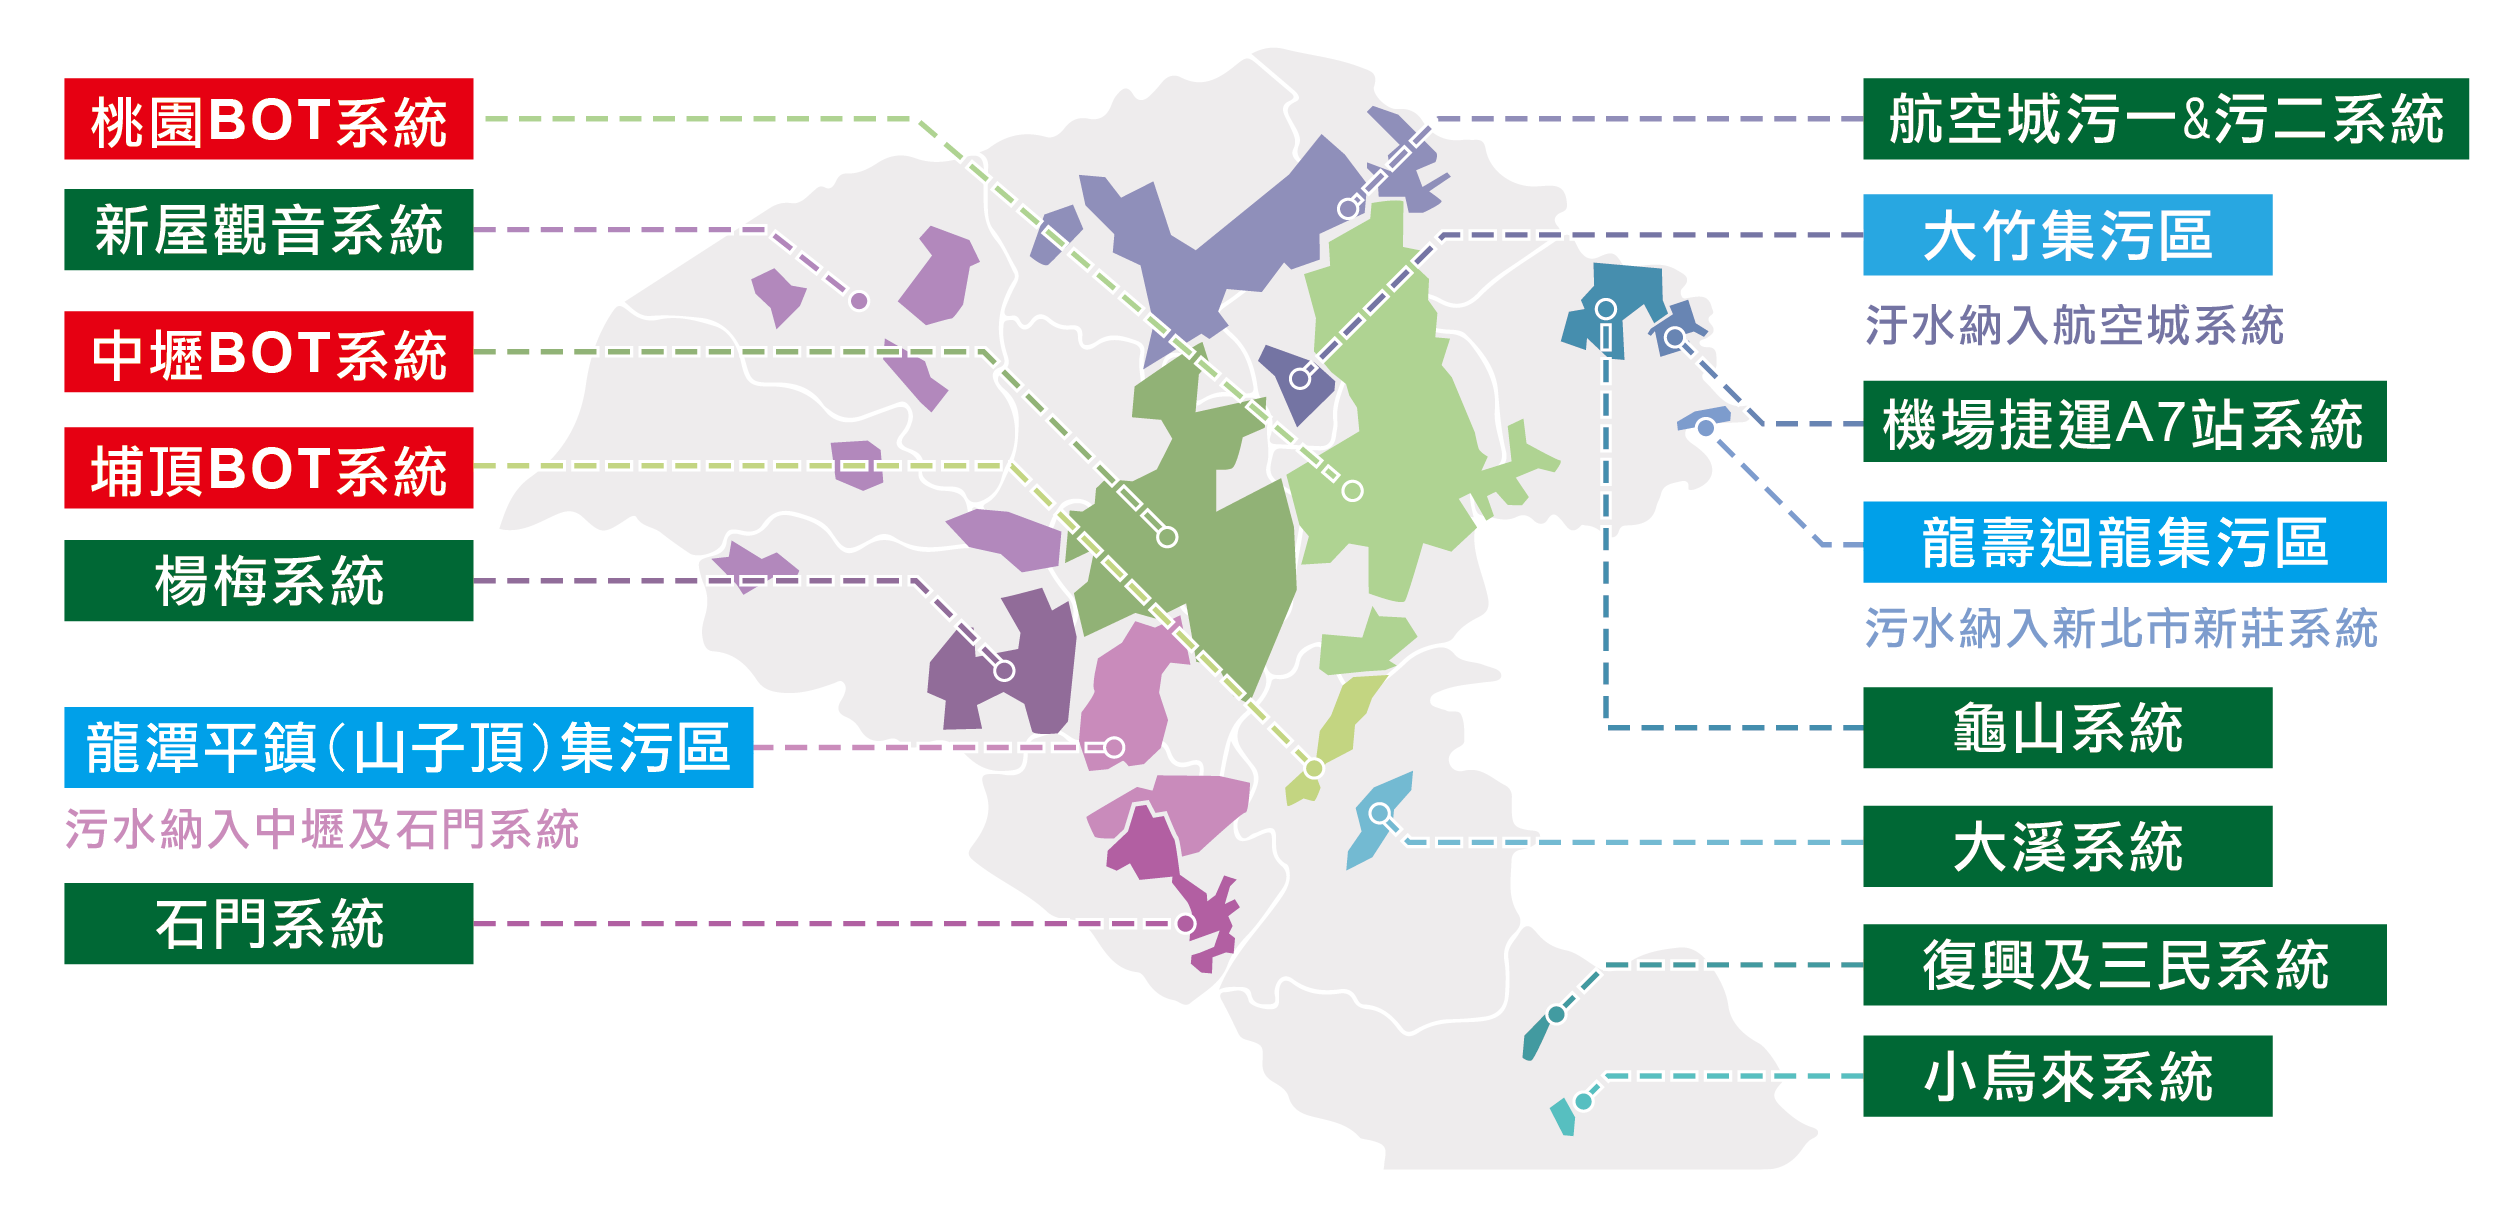 桃園BOT系統
新屋觀音系統
中壢BOT系統
埔頂BOT系統
楊梅系統
龍潭平鎮(山子頂)集污區
污水納入中壢及石門系統
石門系統
航空城污一&污二系統
大竹集污區
汙水納入航空城系統
機場捷運A7站系統
龍壽迴龍集污區
污水納入新北市新莊系統
龜山系統
大溪系統
復興及三民系統
小烏來系統